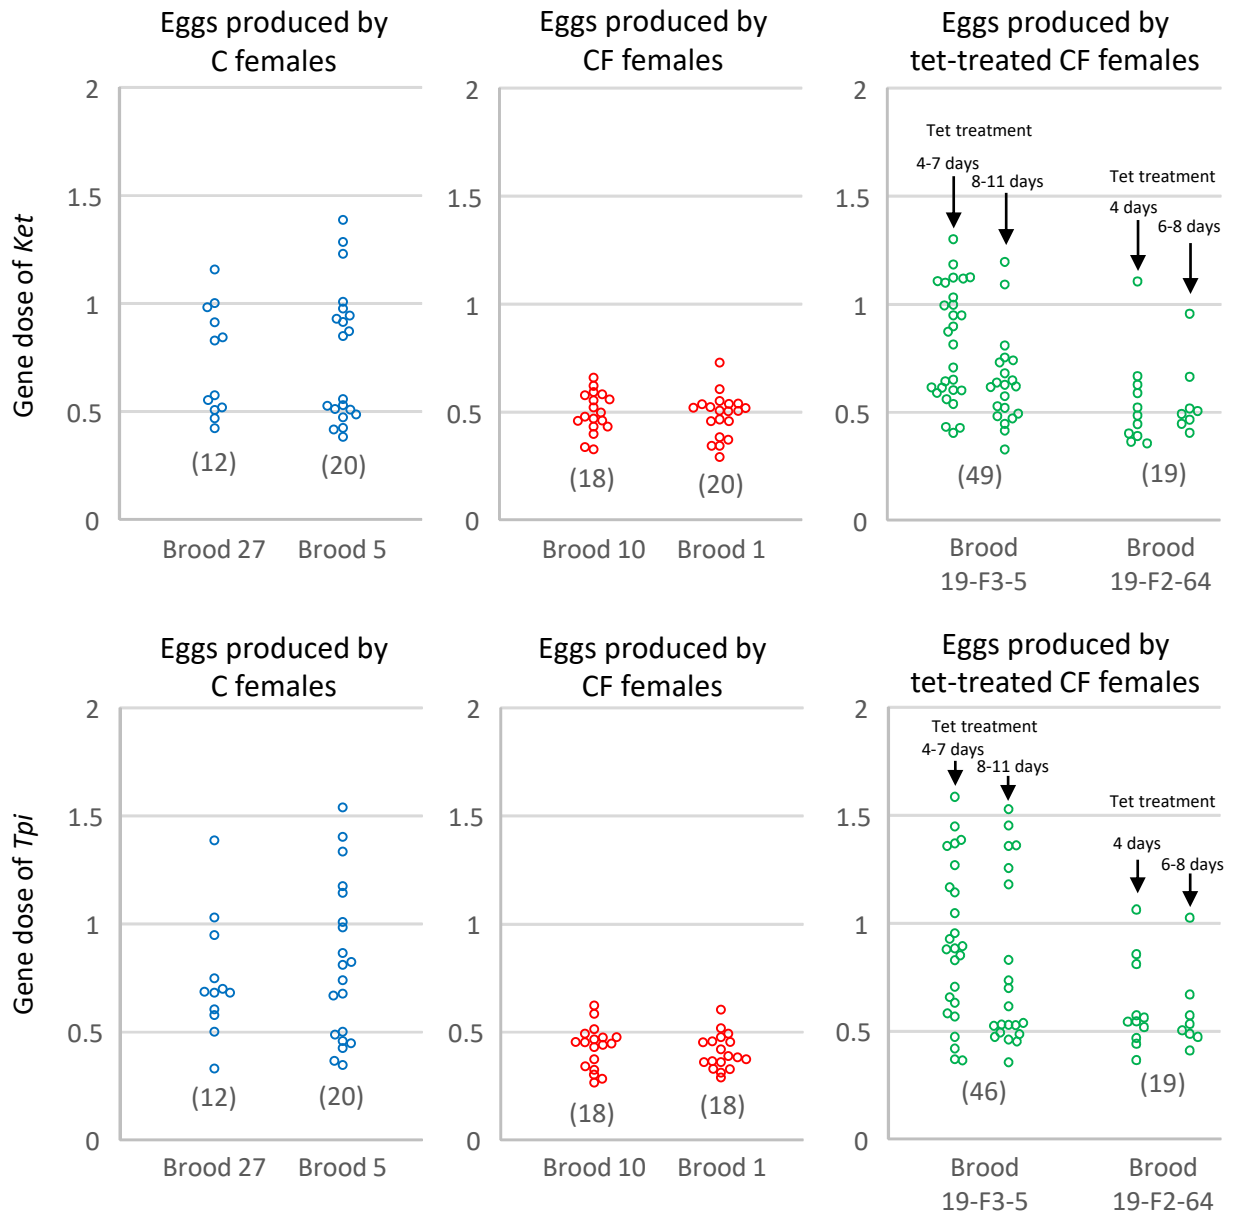 Eggs produced by
C females
Eggs produced by
CF females
Eggs produced by
tet-treated CF females
Gene dose of Ket
2
1.5
1
0.5
0
(12)
(20)
Brood 27
Brood 5
2
1.5
1
0.5
0
(18)
(20)
Brood 10
Brood 1
2
1.5
1
0.5
0
Tet treatment
4-7 days
8-11 days
Tet treatment
4 days
6-8 days
(49)
(19)
Brood
19-F3-5
Brood
19-F2-64
Eggs produced by
C females
Eggs produced by
CF females
Eggs produced by
tet-treated CF females
Gene dose of Tpi
2
1.5
1
0.5
0
(12)
(20)
Brood 27
Brood 5
2
1.5
1
0.5
0
(18)
(18)
Brood 10
Brood 1
2
1.5
1
0.5
0
Tet treatment
4-7 days
8-11 days
Tet treatment
4 days
6-8 days
(46)
(19)
Brood
19-F3-5
Brood
19-F2-64